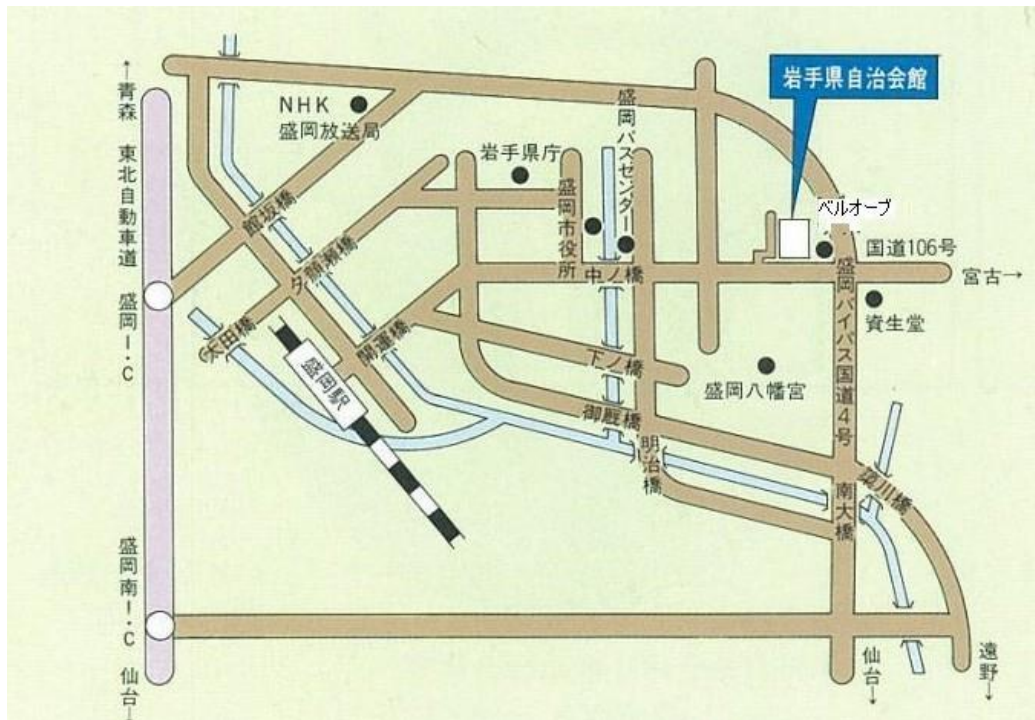 ←青森
東北自動車道
盛岡I・C
盛岡南I・C
仙台→
NHK
盛岡放送局
館坂橋
夕顔瀬橋
太田橋
盛岡駅
開運橋
岩手県庁
盛岡市役所
盛岡バスセンター
中ノ橋
下ノ橋
御厩橋
明治橋
岩手県自治会館
ベルオーブ
国道106号
宮古→
資生堂
盛岡八幡宮
盛岡バイパス国道4号
簗川橋
南大橋
仙台→
遠野→